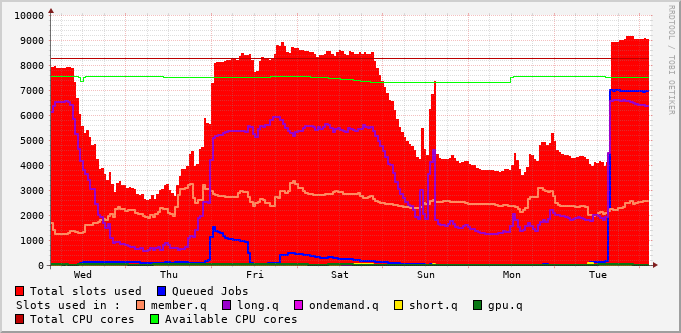 10000
9000
8000
7000
6000
5000
4000
3000
2000
1000
0
Wed Thu Fri Sat Sun Mon Tue
RRDTOOL / TOBI OETIKER
Total slots used Queued Jobs
Slots used in : member.q long.q ondemand.q short.q gpu.q
Total CPU cores Available CPU cores